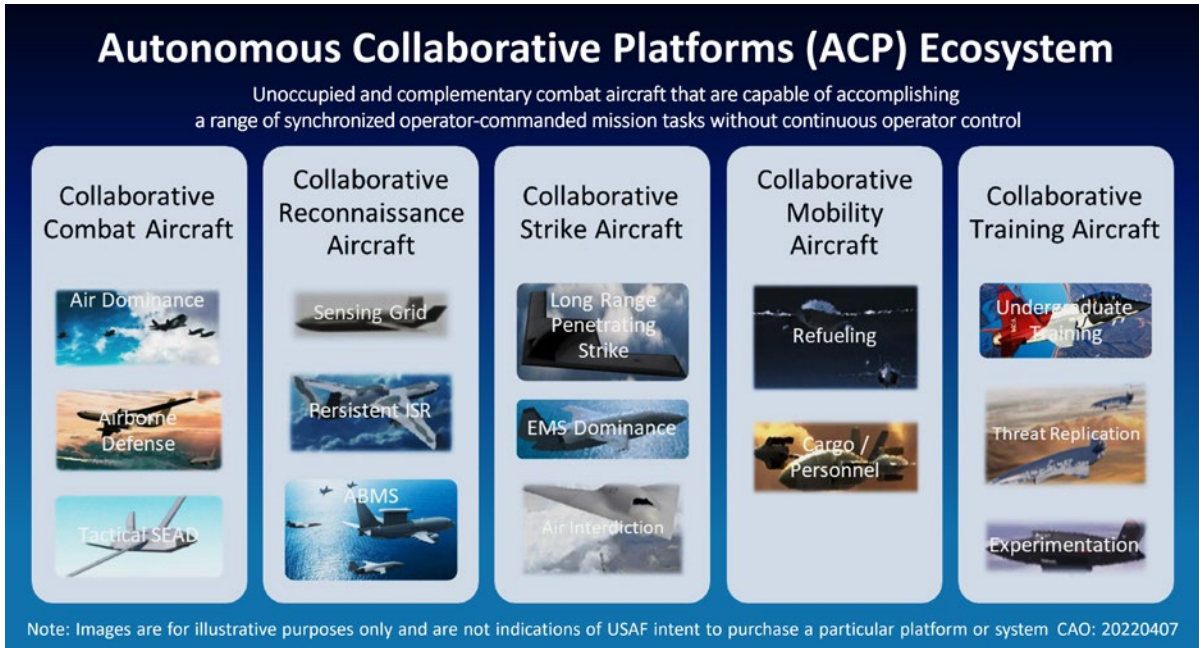 Autonomous Collaborative Platforms (ACP) Ecosystem
Unoccupied and complementary combat aircraft that are capable of accomplishing
a range of synchronized operator-commanded mission tasks without continuous operator control
Collaborative
Combat Aircraft
Air Dominance
Airborne
Defense
Tactical SEAD
Collaborative
Reconnaissance
Aircraft
Sensing Grid
Persistent ISR
ABMS
Collaborative
Strike Aircraft
Long Range
Penetrating
Strike
EMS Dominance
Air Interdiction
Collaborative
Mobility
Aircraft
Refueling
Cargo /
Personnel
Collaborative
Training Aircraft
Undergraduate
Training
Threat Replication
Experimentation
Note: Images are for illustrative purposes only and are not indications of USAF intent to purchase a particular platform or system CAO: 20220407